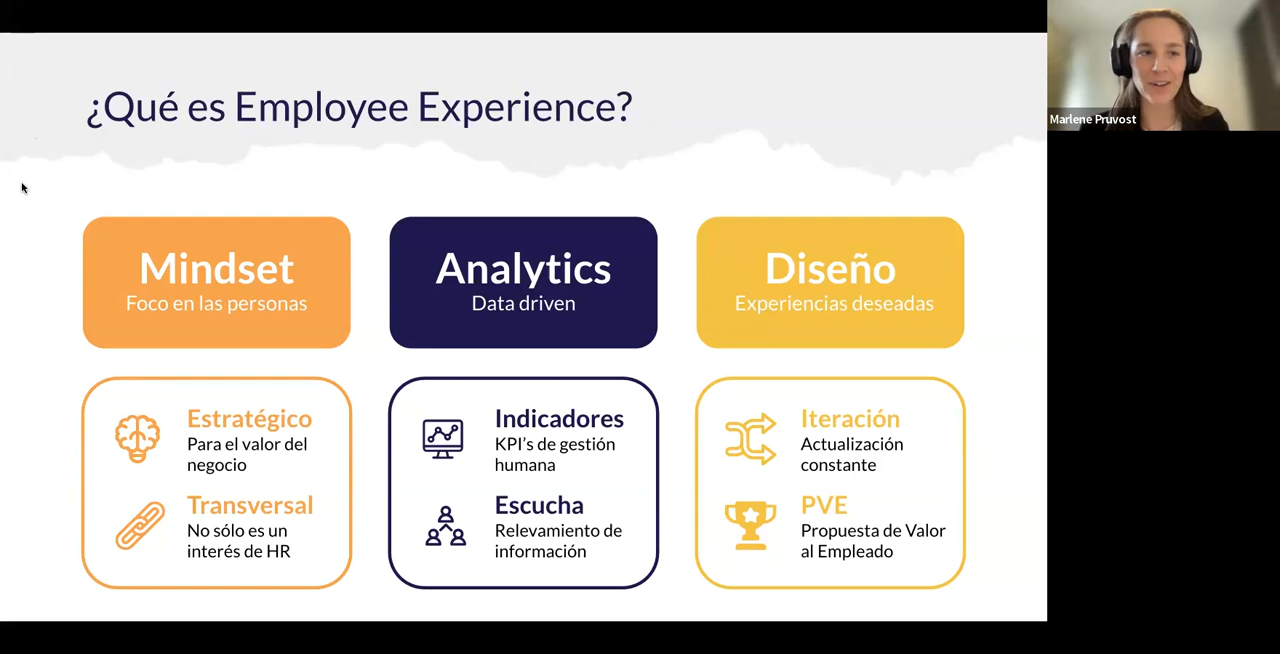 ¿Qué es Employee Experience?
Marlene Pruvost
Mindset
Foco en las personas
Analytics
Data driven
Diseño
Experiencias deseadas
Estratégico
Para el valor del
negocio
Transversal
No sólo es un
interés de HR
Indicadores
KPI's de gestión
humana
Escucha
Relevamiento de
información
Iteración
Actualización
constante
PVE
Propuesta de Valor
al Empleado